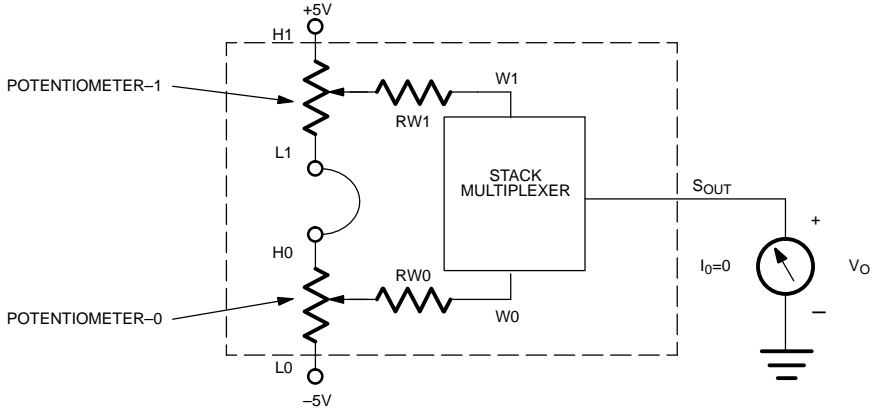 +5V
H1
POTENTIOMETER–1
W1
RW1
L1
STACK
MULTIPLEXER
SOUT
+
H0
RW0
I0=0
VO
POTENTIOMETER–0
W0
–
L0
–5V